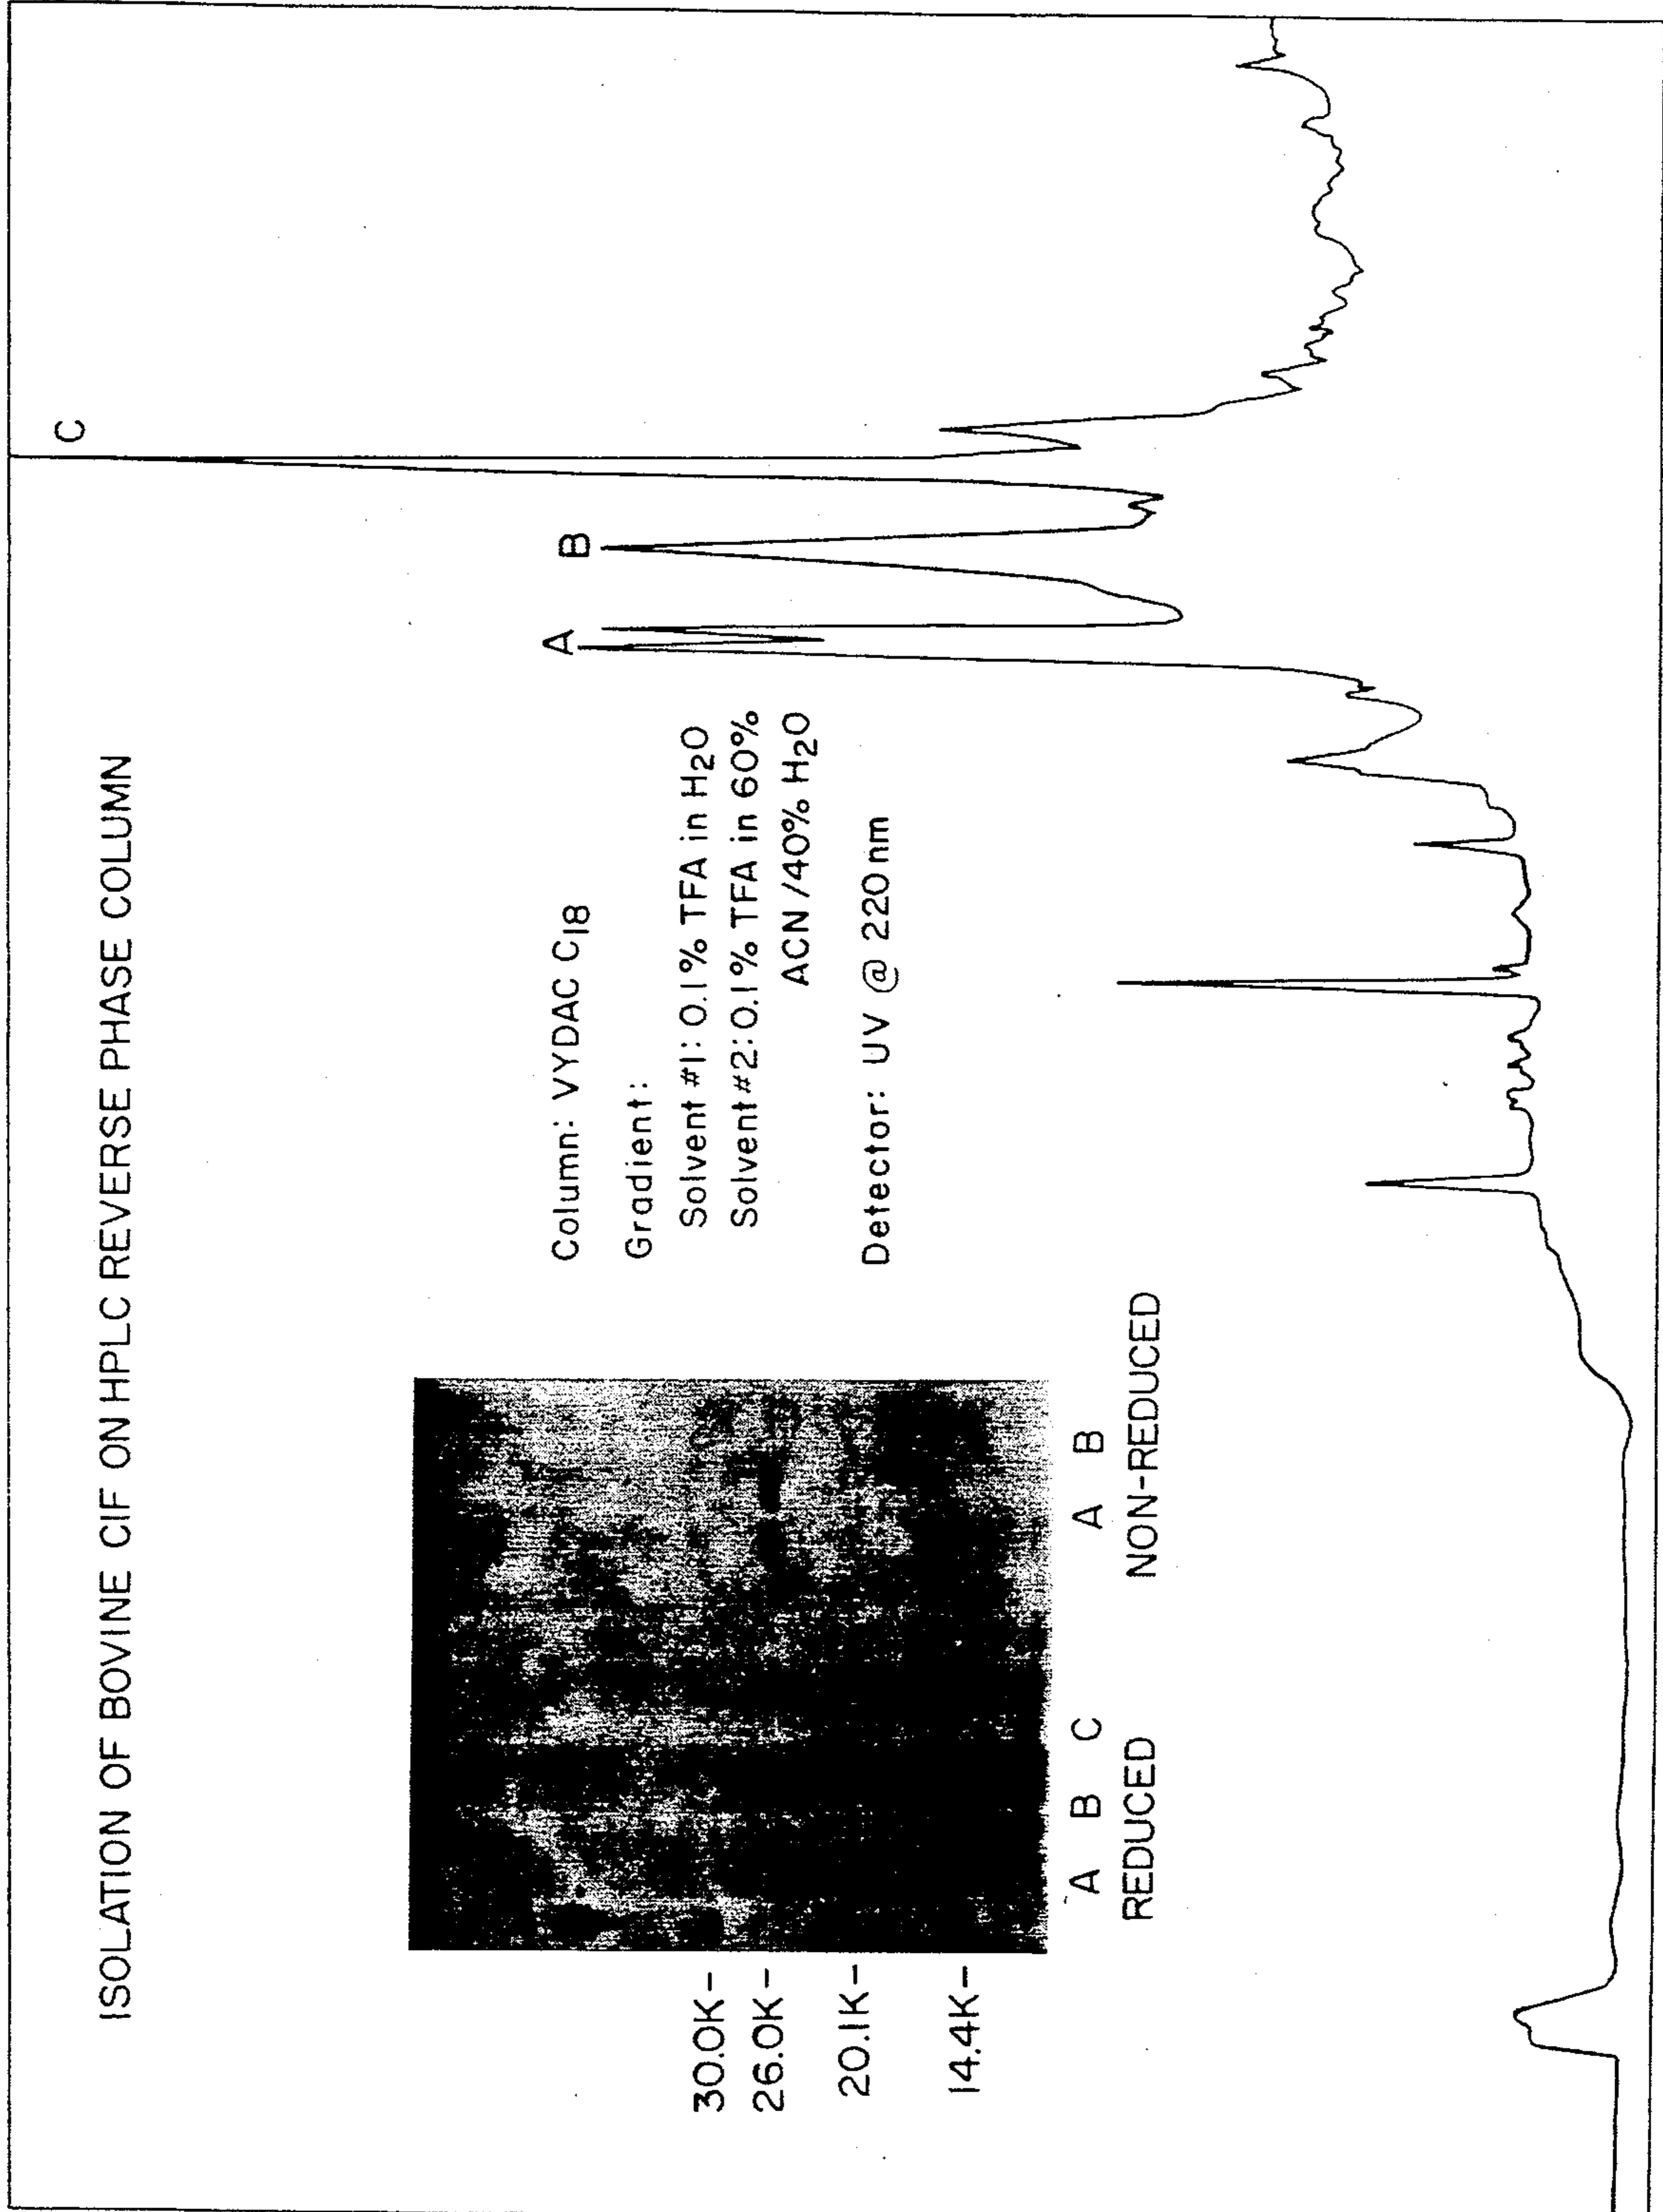 ISOLATION OF BOVINE CIF ON HPLC REVERSE PHASE COLUMN
C
B
A
Column: VYDAC C18
Gradient:
Solvent #1: 0.1% TFA in H2O
Solvent #2: 0.1% TFA in 60%
ACN /40% H2O
Detector: UV @ 220nm
30.0K-
26.0K-
20.1K-
14.4K-
A B C A B
REDUCED NON-REDUCED